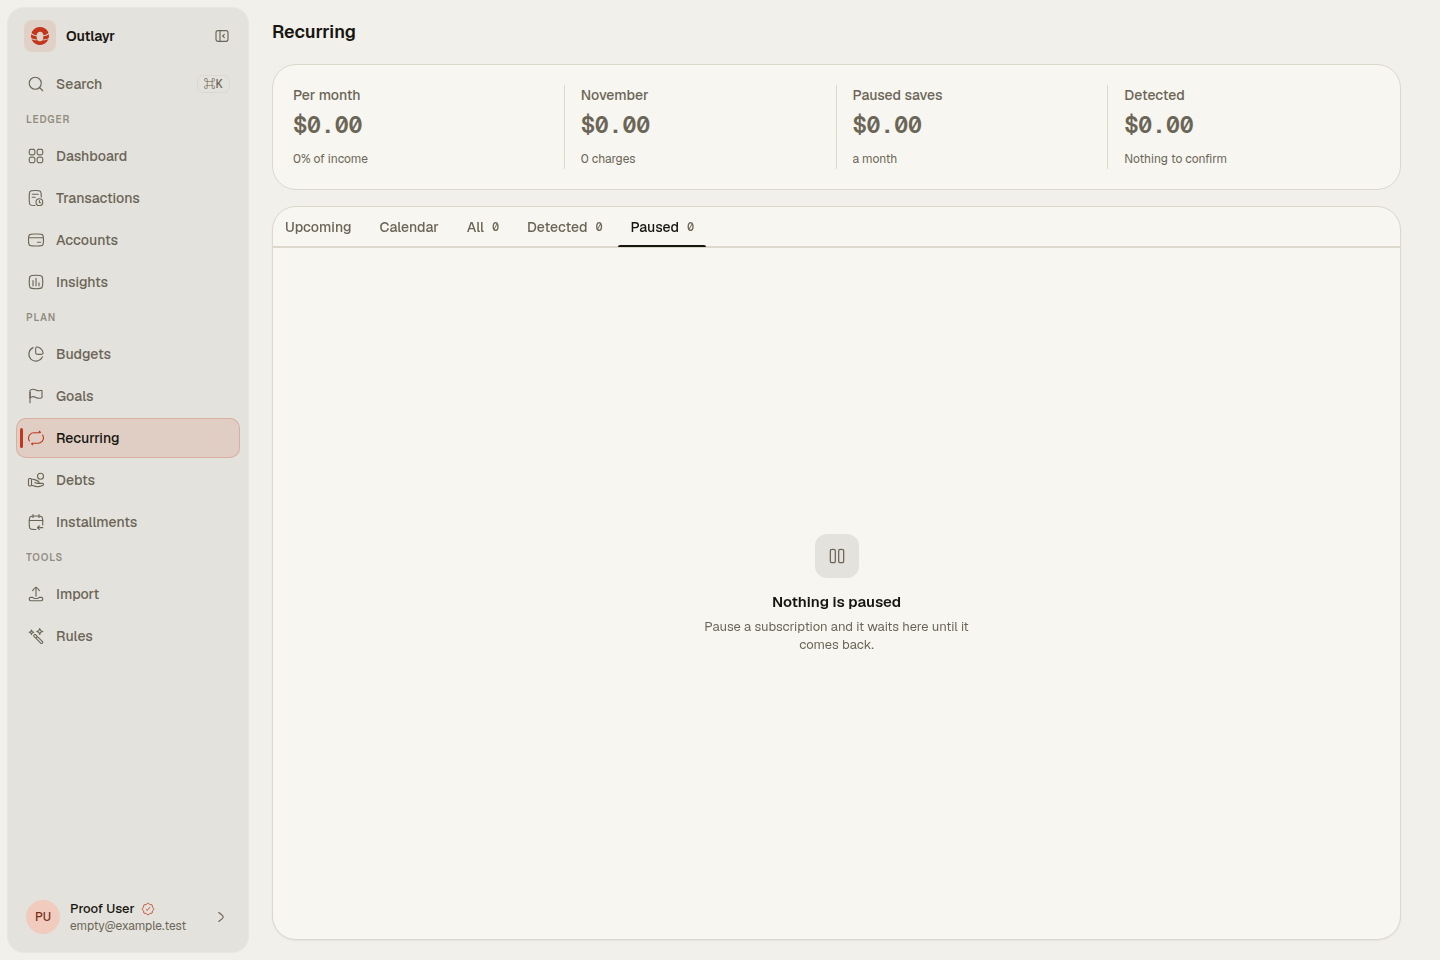 Outlayr
Search ⌘K
LEDGER
Dashboard
Transactions
Accounts
Insights
PLAN
Budgets
Goals
Recurring
Debts
Installments
TOOLS
Import
Rules
PU
Proof User
empty@example.test
Recurring
Per month
$0.00
0% of income
November
$0.00
0 charges
Paused saves
$0.00
a month
Detected
$0.00
Nothing to confirm
Upcoming Calendar All 0 Detected 0 Paused 0
Nothing is paused
Pause a subscription and it waits here until it
comes back.